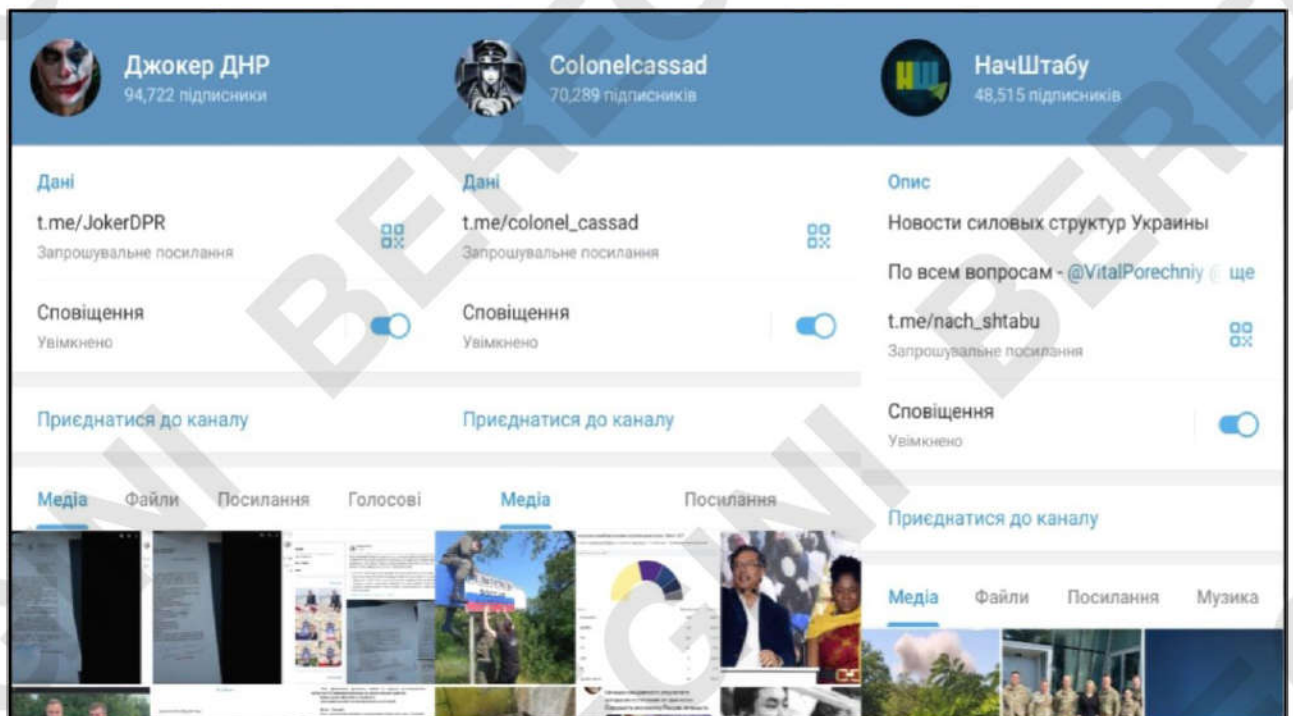 Джокер ДНР
94,722 підписники
Дані
t.me/JokerDPR
Запрошувальне посилання
Сповіщення
Увімкнено
Приєднатися до каналу
Медіа Файли Посилання Голосові
Colonelcassad
70,289 підписників
Дані
t.me/colonel_cassad
Запрошувальне посилання
Сповіщення
Увімкнено
Приєднатися до каналу
Медіа Посилання
НШ
НачШтабу
48,515 підписників
Опис
Новости силовых структур Украины
По всем вопросам - @VitalPorechniy ще
t.me/nach_shtabu
Запрошувальне посилання
Сповіщення
Увімкнено
Приєднатися до каналу
Медіа Файли Посилання Музика